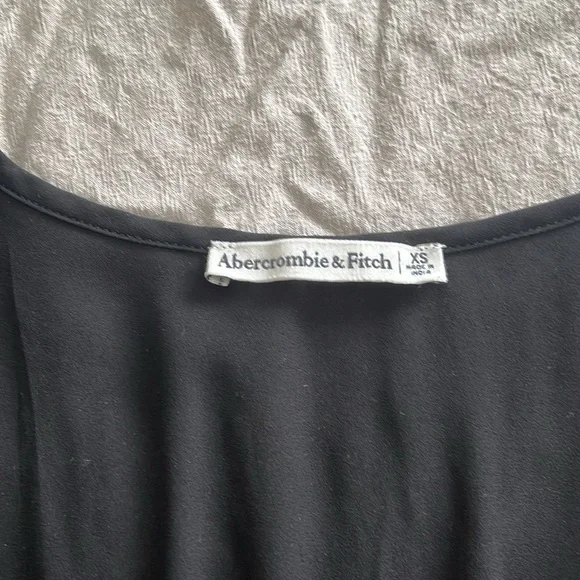 Abercrombie & Fitch | XS
MADE IN
INDIA